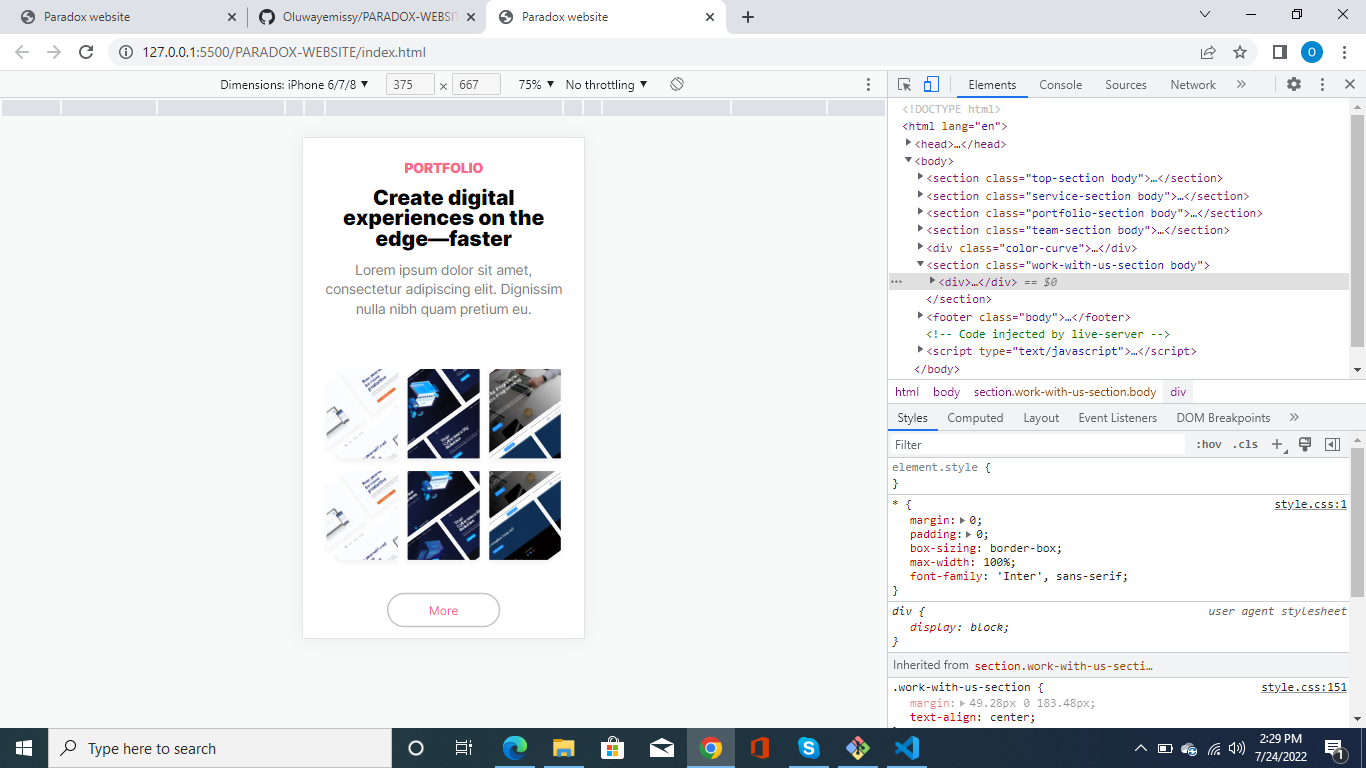 Paradox website
Oluwayemissy/PARADOX-WEBSIT
Paradox website
127.0.0.1:5500/PARADOX-WEBSITE/index.html
O
Dimensions: iPhone 6/7/8 ▼ 375 × 667 75% ▼ No throttling ▼
Elements Console Sources Network »
<!DOCTYPE html>
<html lang="en">
<head>…</head>
<body>
<section class="top-section body">…</section>
<section class="service-section body">…</section>
<section class="portfolio-section body">…</section>
<section class="team-section body">…</section>
<div class="color-curve">…</div>
<section class="work-with-us-section body">
<div>…</div> == $0
</section>
<footer class="body">…</footer>
<!-- Code injected by live-server -->
<script type="text/javascript">…</script>
</body>
html body section.work-with-us-section.body div
Styles Computed Layout Event Listeners DOM Breakpoints »
Filter :hov .cls +
element.style {
}
* { style.css:1
margin: 0;
padding: 0;
box-sizing: border-box;
max-width: 100%;
font-family: 'Inter', sans-serif;
}
div { user agent stylesheet
display: block;
}
Inherited from section.work-with-us-secti…
.work-with-us-section { style.css:151
margin: 49.28px 0 183.48px;
text-align: center;
PORTFOLIO
Create digital
experiences on the
edge—faster
Lorem ipsum dolor sit amet,
consectetur adipiscing elit. Dignissim
nulla nibh quam pretium eu.
More
Type here to search
2:29 PM
7/24/2022
1